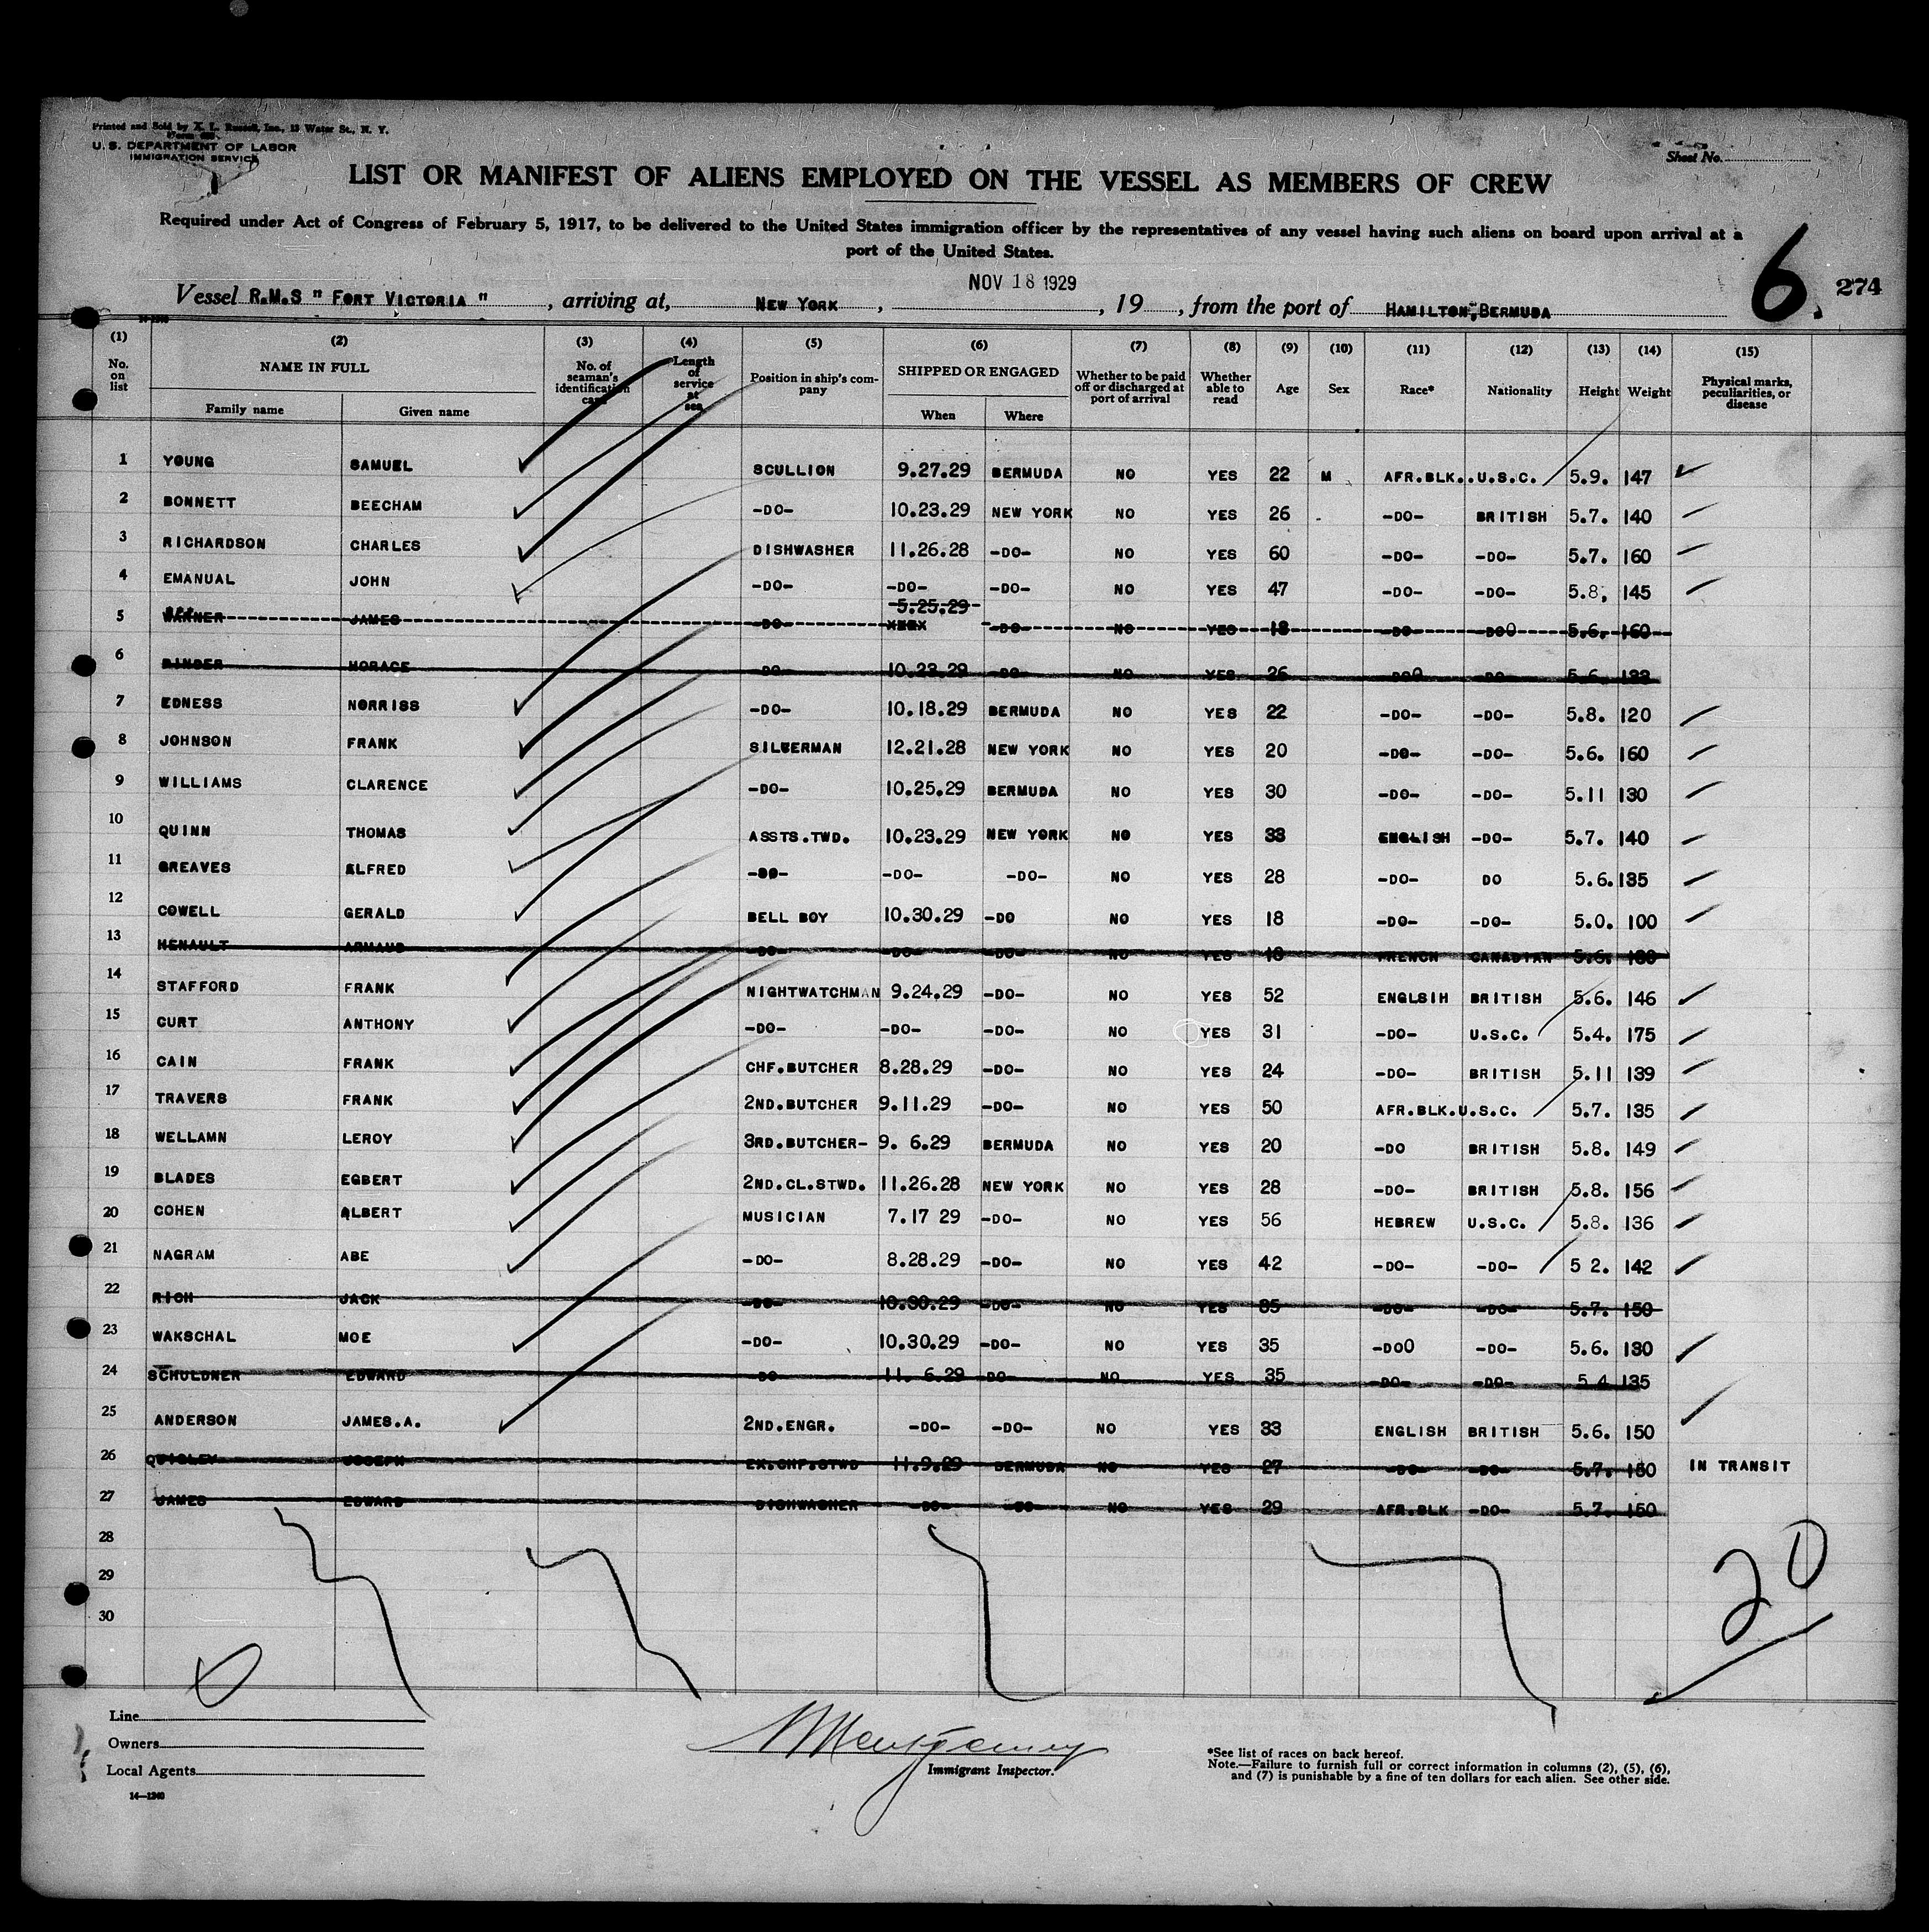 Printed and Sold by X. L. Russell, Inc., 13 Water St., N. Y.
U. S. DEPARTMENT OF LABOR
IMMIGRATION SERVICE
Sheet No.
LIST OR MANIFEST OF ALIENS EMPLOYED ON THE VESSEL AS MEMBERS OF CREW
Required under Act of Congress of February 5, 1917, to be delivered to the United States immigration officer by the representatives of any vessel having such aliens on board upon arrival at a
port of the United States.
6. 274
NOV 18 1929
Vessel R.M.S " FORT VICTORIA " , arriving at, NEW YORK , , 19 , from the port of HAMILTON, BERMUDA
(1) (2) (3) (4) (5) (6) (7) (8) (9) (10) (11) (12) (13) (14) (15)
No. on list NAME IN FULL Family name Given name No. of seaman's identification card Length of service at sea Position in ship's company SHIPPED OR ENGAGED When Where Whether to be paid off or discharged at port of arrival Whether able to read Age Sex Race* Nationality Height Weight Physical marks, peculiarities, or disease
1 YOUNG SAMUEL SCULLION 9.27.29 BERMUDA NO YES 22 M AFR.BLK. U.S.C. 5.9. 147
2 BONNETT BEECHAM -DO- 10.23.29 NEW YORK NO YES 26 -DO- BRITISH 5.7. 140
3 RICHARDSON CHARLES DISHWASHER 11.26.28 -DO- NO YES 60 -DO- -DO- 5.7. 160
4 EMANUAL JOHN -DO- -DO- -DO- NO YES 47 -DO- -DO- 5.8, 145
5 WARNER JAMES -DO- 5.25.29 XXXX -DO- NO YES 18 -DO- -DOO 5.6. 160
6 BINDER HORACE -DO- 10.23.29 -DO- NO YES 26 -DOO -DO- 5.6. 133
7 EDNESS NORRISS -DO- 10.18.29 BERMUDA NO YES 22 -DO- -DO- 5.8. 120
8 JOHNSON FRANK SILVERMAN 12.21.28 NEW YORK NO YES 20 -DO- -DO- 5.6. 160
9 WILLIAMS CLARENCE -DO- 10.25.29 BERMUDA NO YES 30 -DO- -DO- 5.11 130
10 QUINN THOMAS ASSTS.TWD. 10.23.29 NEW YORK NO YES 33 ENGLISH -DO- 5.7. 140
11 GREAVES ALFRED -DO- -DO- -DO- NO YES 28 -DO- DO 5.6. 135
12 COWELL GERALD BELL BOY 10.30.29 -DO NO YES 18 -DO- -DO- 5.0. 100
13 HENAULT ARMAUD -DO- -DO- -DO- NO YES 18 FRENCH CANADIAN 5.6. 130
14 STAFFORD FRANK NIGHTWATCHMAN 9.24.29 -DO- NO YES 52 ENGLSIH BRITISH 5.6. 146
15 CURT ANTHONY -DO- -DO- -DO- NO YES 31 -DO- U.S.C. 5.4. 175
16 CAIN FRANK CHF.BUTCHER 8.28.29 -DO- NO YES 24 -DO- BRITISH 5.11 139
17 TRAVERS FRANK 2ND.BUTCHER 9.11.29 -DO- NO YES 50 AFR.BLK. U.S.C. 5.7. 135
18 WELLAMN LEROY 3RD.BUTCHER- 9. 6.29 BERMUDA NO YES 20 -DO BRITISH 5.8. 149
19 BLADES EGBERT 2ND.CL.STWD. 11.26.28 NEW YORK NO YES 28 -DO- BRITISH 5.8. 156
20 COHEN ALBERT MUSICIAN 7.17 29 -DO- NO YES 56 HEBREW U.S.C. 5.8. 136
21 NAGRAM ABE -DO- 8.28.29 -DO- NO YES 42 -DO- -DO- 5 2. 142
22 RICH JACK -DO- 10.30.29 -DO- NO YES 35 -DO- -DO- 5.7. 150
23 WAKSCHAL MOE -DO- 10.30.29 -DO- NO YES 35 -DOO -DO- 5.6. 130
24 SCHULDNER EDWARD -DO- 11. 6.29 -DO- NO YES 35 -DO- -DO- 5 4 135
25 ANDERSON JAMES.A. 2ND.ENGR. -DO- -DO- NO YES 33 ENGLISH BRITISH 5.6. 150
26 QUIGLEY JOSEPH EX.CHF.STWD 11.9.29 BERMUDA NO YES 27 -DO- -DO- 5.7. 150 IN TRANSIT
27 JAMES EDWARD DISHWASHER -DO- -DO- NO YES 29 AFR.BLK -DO- 5.7. 150
28
29
30
20
Line
Owners
Local Agents
Montgomery
Immigrant Inspector.
*See list of races on back hereof.
Note.—Failure to furnish full or correct information in columns (2), (5), (6),
and (7) is punishable by a fine of ten dollars for each alien. See other side.
14—1240